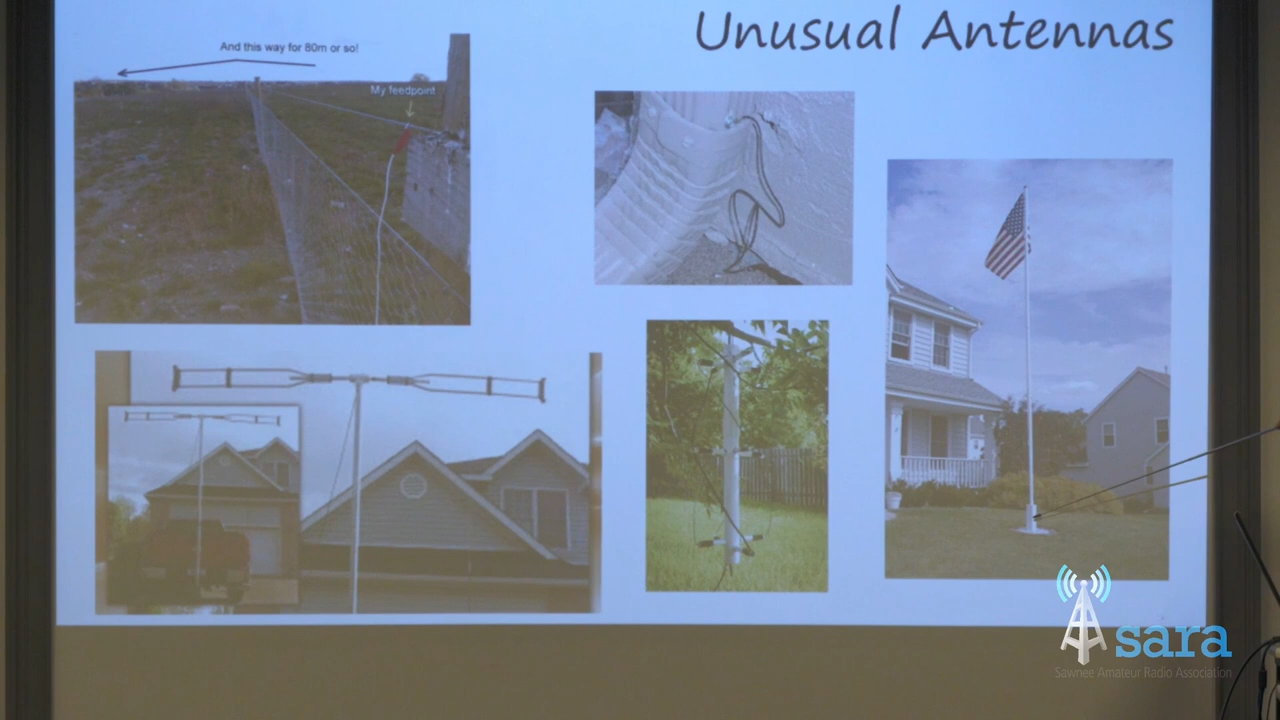 Unusual Antennas
And this way for 80m or so!
My feedpoint
sara
Sawnee Amateur Radio Association